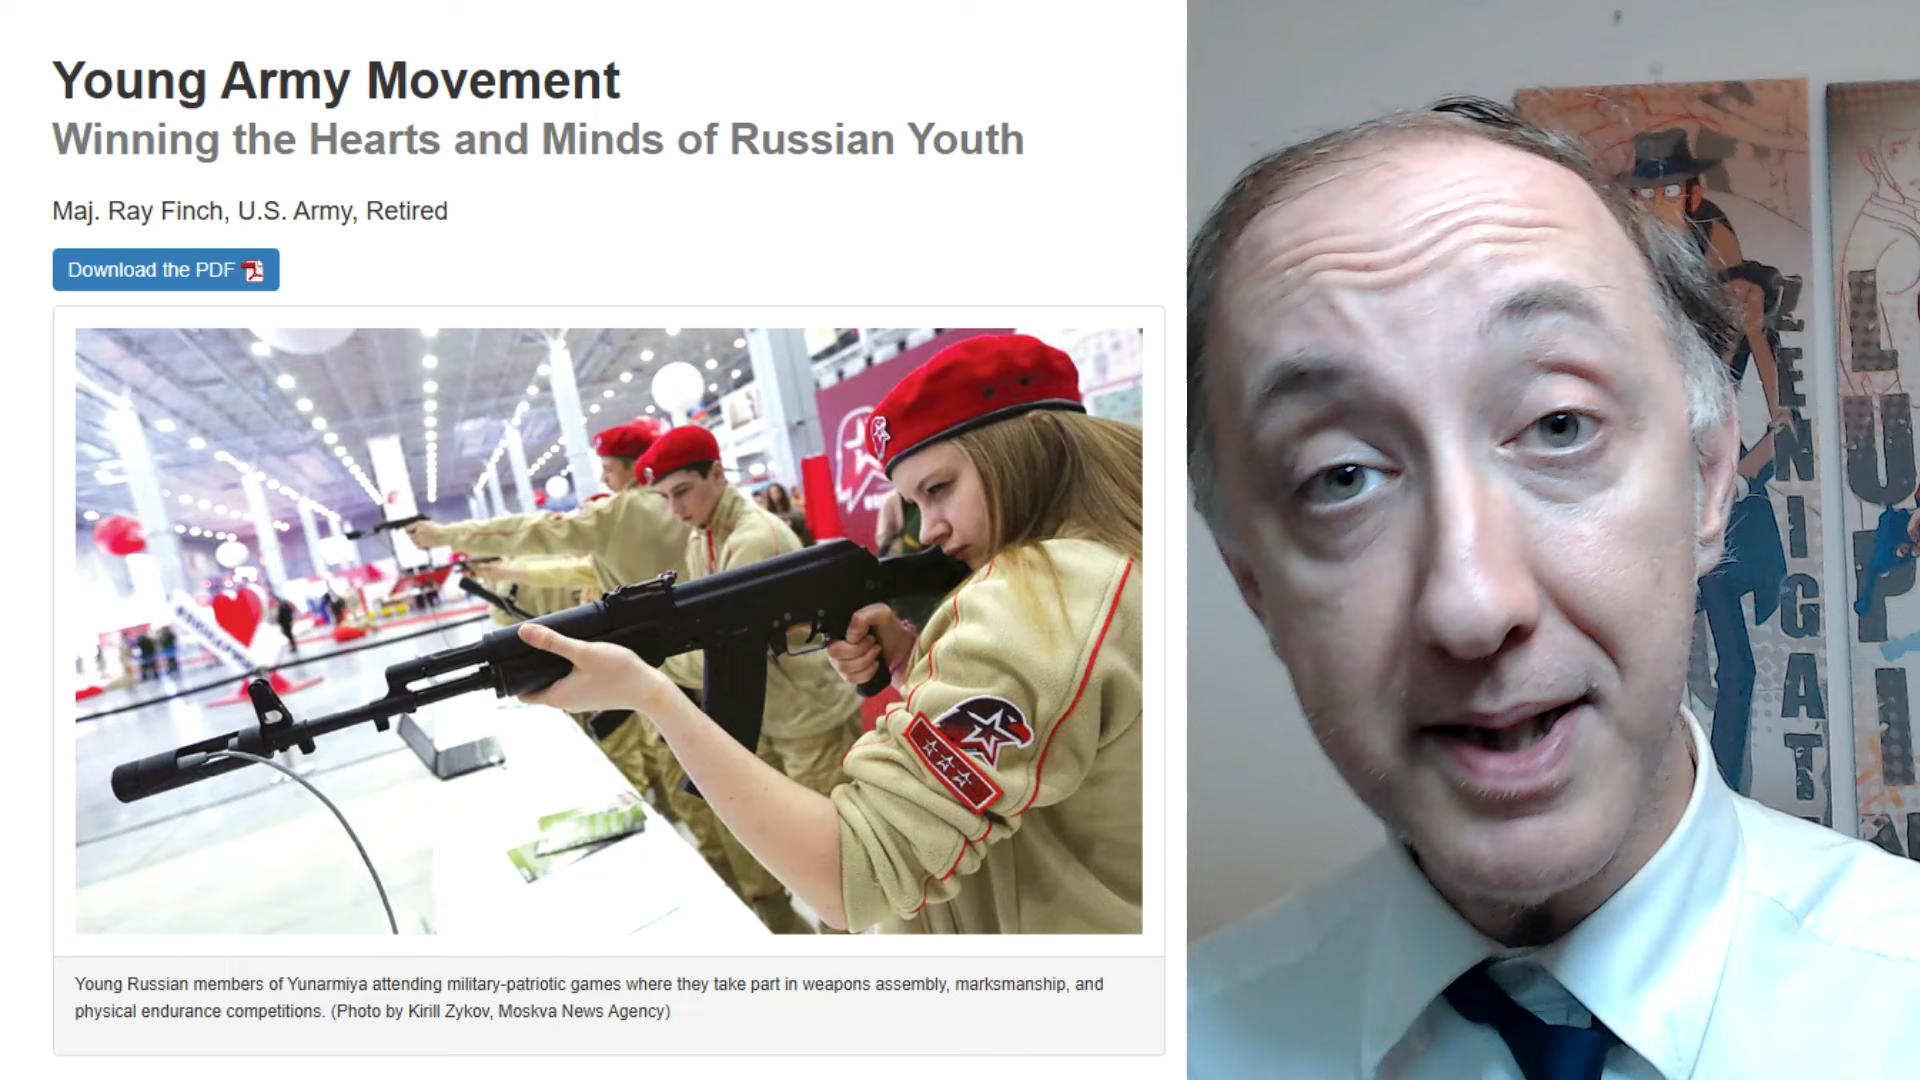 Young Army Movement
Winning the Hearts and Minds of Russian Youth
Maj. Ray Finch, U.S. Army, Retired
Download the PDF
Young Russian members of Yunarmiya attending military-patriotic games where they take part in weapons assembly, marksmanship, and
physical endurance competitions. (Photo by Kirill Zykov, Moskva News Agency)
ZENIGAT
LUPI